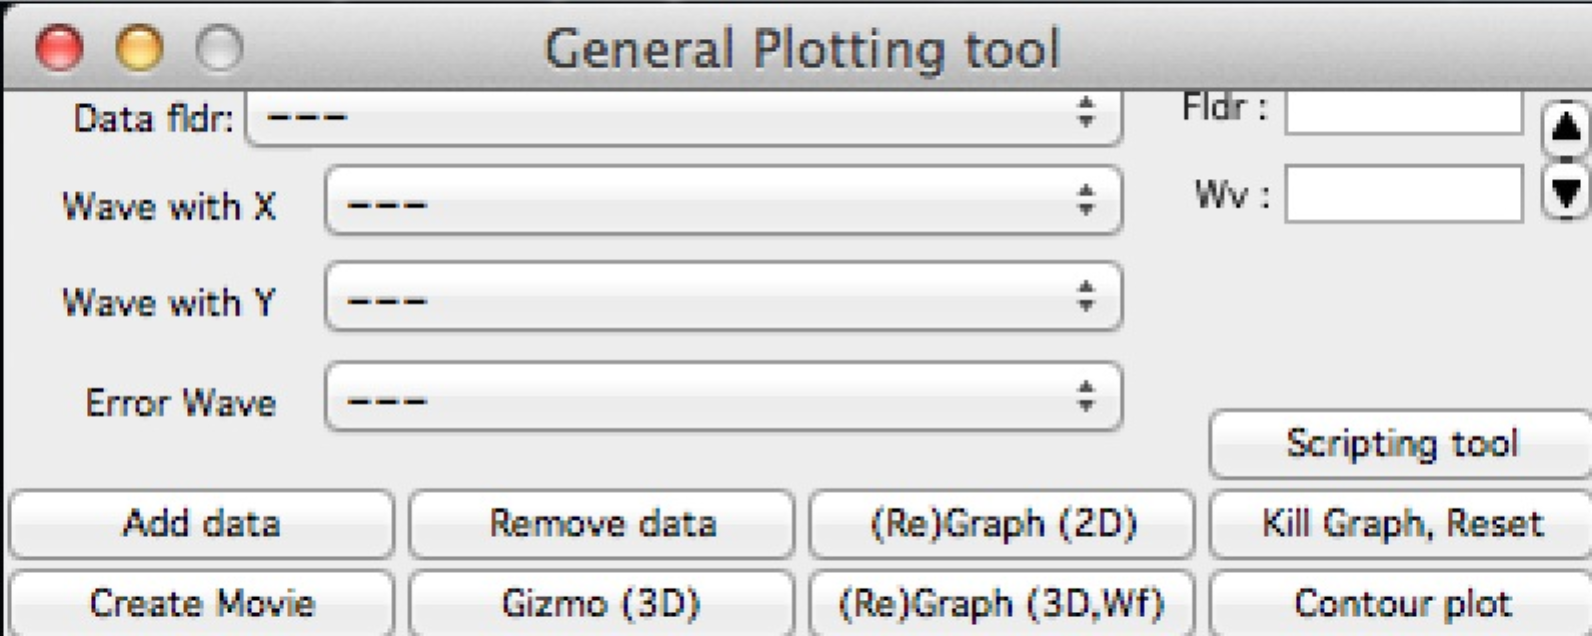 General Plotting tool
Data fldr: --- Fldr :
Wave with X --- Wv :
Wave with Y ---
Error Wave ---
Scripting tool
Add data Remove data (Re)Graph (2D) Kill Graph, Reset
Create Movie Gizmo (3D) (Re)Graph (3D,Wf) Contour plot